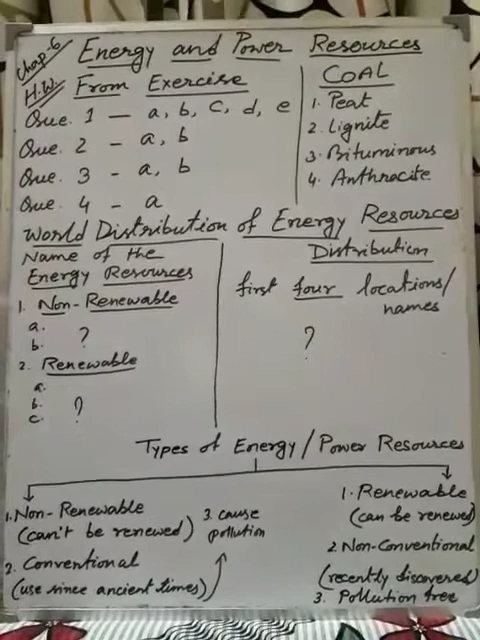 Chap-6
Energy and Power Resources
H.W. From Exercise
Que. 1 - a, b, c, d, e
Que. 2 - a, b
Que. 3 - a, b
Que. 4 - a
COAL
1. Peat
2. Lignite
3. Bituminous
4. Anthracite
World Distribution of Energy Resources
Name of the
Energy Resources
1. Non-Renewable
a.
b. ?
2. Renewable
a.
b. ?
c.
Distribution
first four locations/
names
?
Types of Energy/Power Resources
1. Non-Renewable
(can't be renewed)
2. Conventional
(use since ancient times)
3. cause
pollution
1. Renewable
(can be renewed)
2. Non-Conventional
(recently discovered)
3. Pollution free